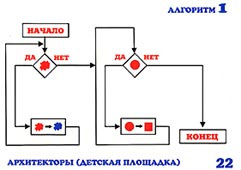 АЛГОРИТМ 1
НАЧАЛО
ДА НЕТ ДА НЕТ
КОНЕЦ
АРХИТЕКТОРЫ (ДЕТСКАЯ ПЛОЩАДКА) 22